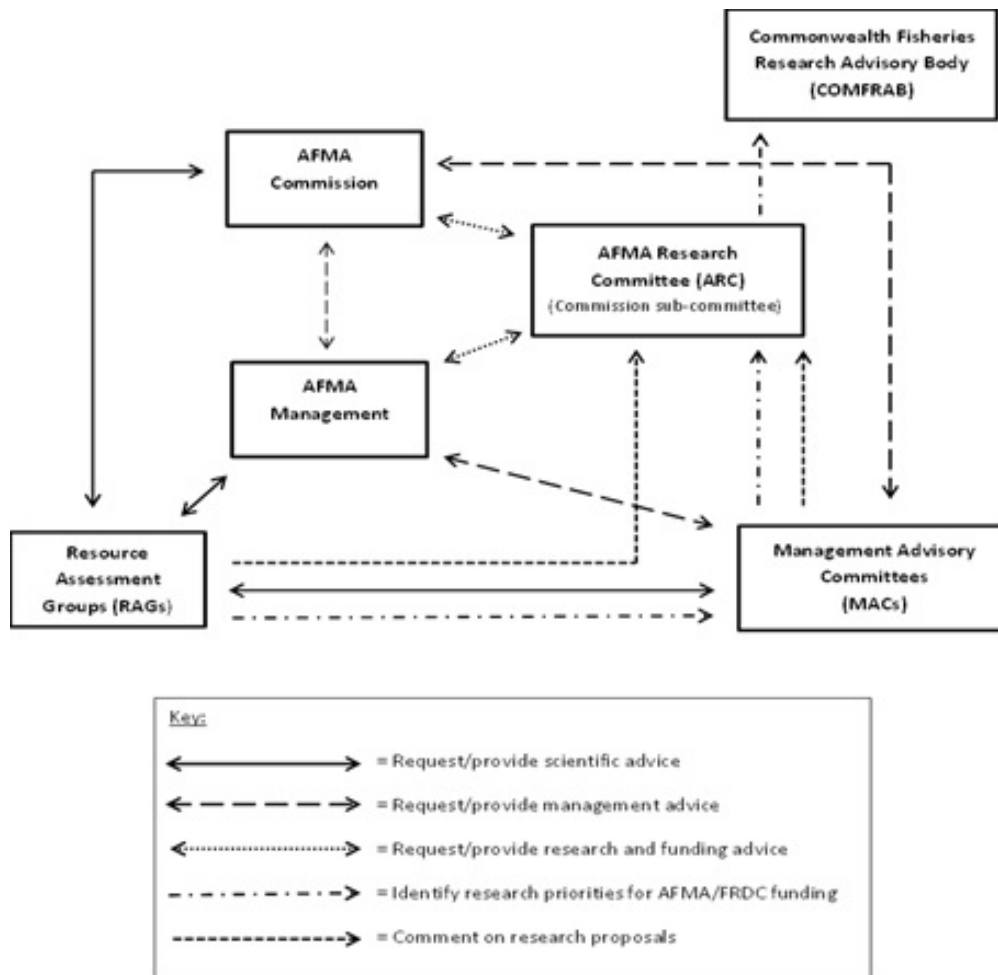 Commonwealth Fisheries
Research Advisory Body
(COMFRAB)
AFMA
Commission
AFMA Research
Committee (ARC)
(Commission sub-committee)
AFMA
Management
Resource
Assessment
Groups (RAGs)
Management Advisory
Committees
(MACs)
Key:
= Request/provide scientific advice
= Request/provide management advice
= Request/provide research and funding advice
= Identify research priorities for AFMA/FRDC funding
= Comment on research proposals